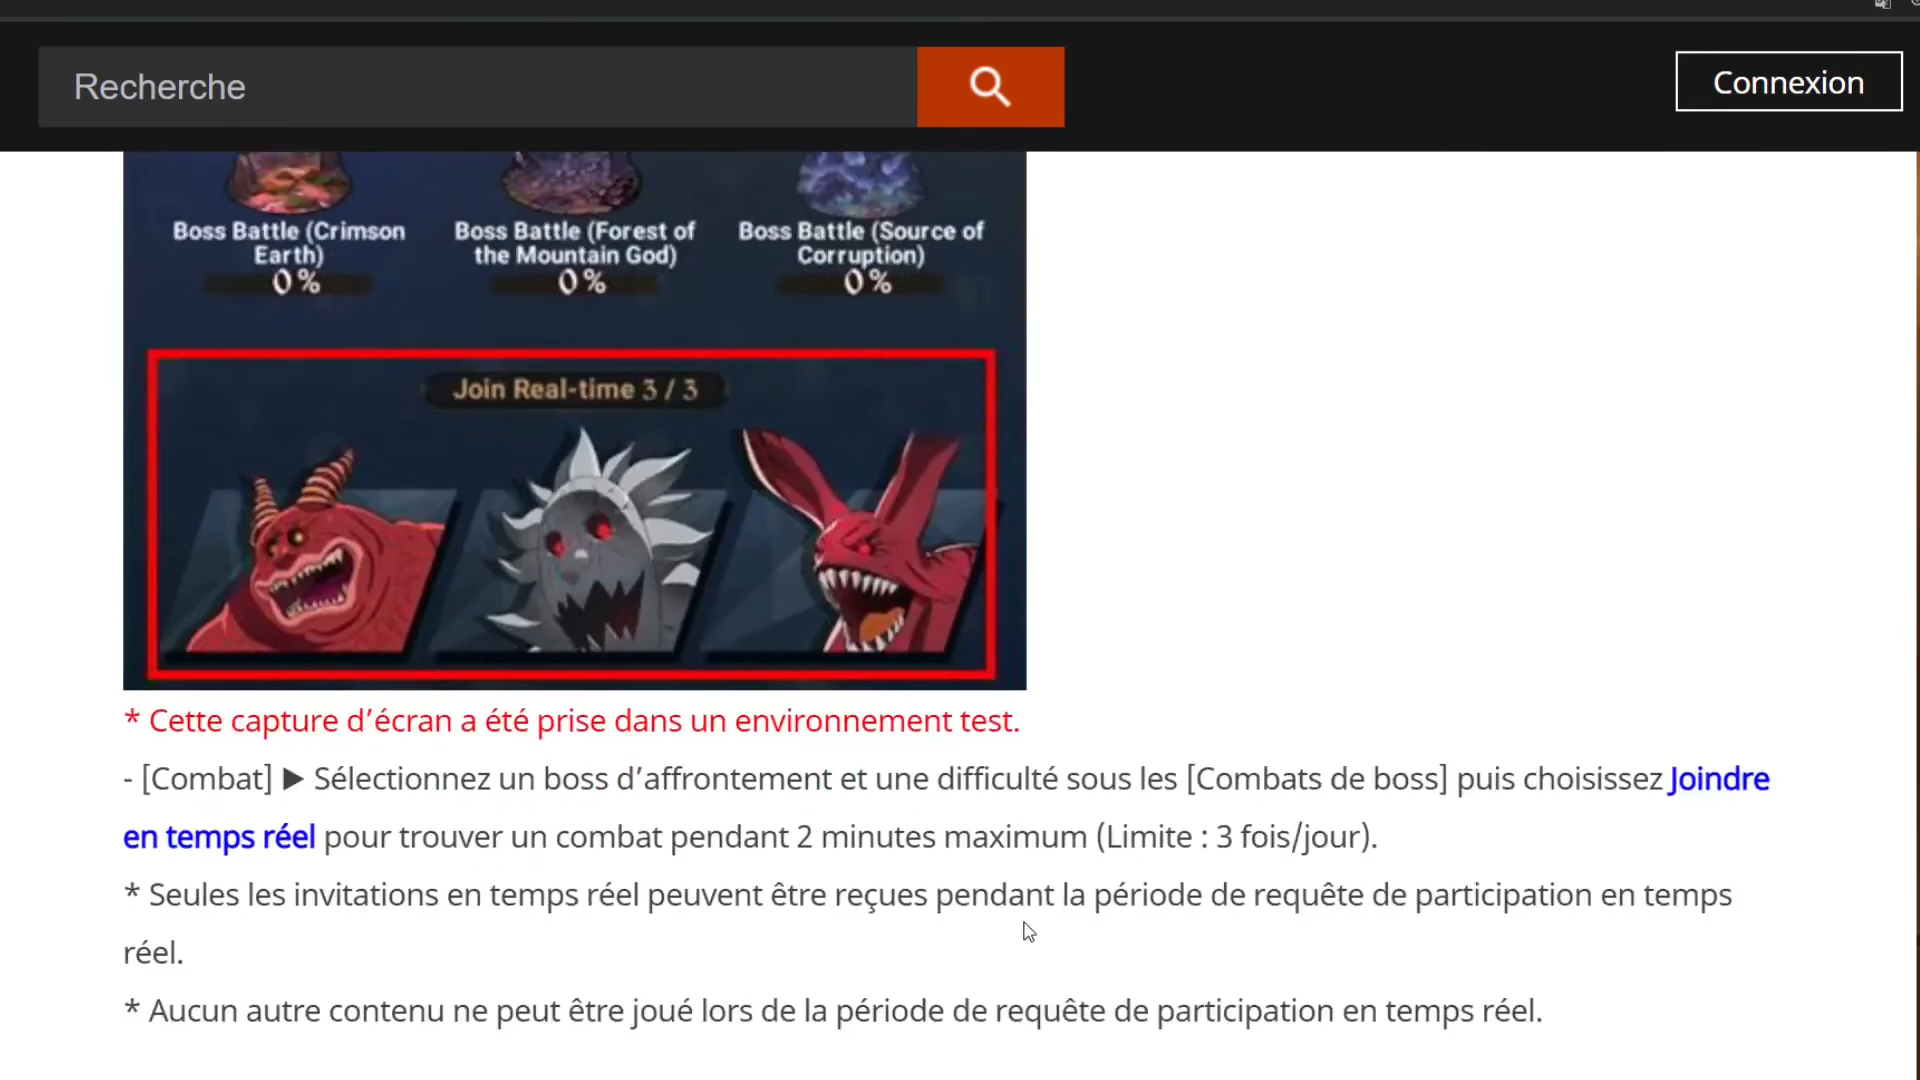 Recherche
Connexion
Boss Battle (Crimson
Earth)
0 %
Boss Battle (Forest of
the Mountain God)
0 %
Boss Battle (Source of
Corruption)
0 %
Join Real-time 3 / 3
* Cette capture d’écran a été prise dans un environnement test.
- [Combat] ▶ Sélectionnez un boss d’affrontement et une difficulté sous les [Combats de boss] puis choisissez Joindre
en temps réel pour trouver un combat pendant 2 minutes maximum (Limite : 3 fois/jour).
* Seules les invitations en temps réel peuvent être reçues pendant la période de requête de participation en temps
réel.
* Aucun autre contenu ne peut être joué lors de la période de requête de participation en temps réel.